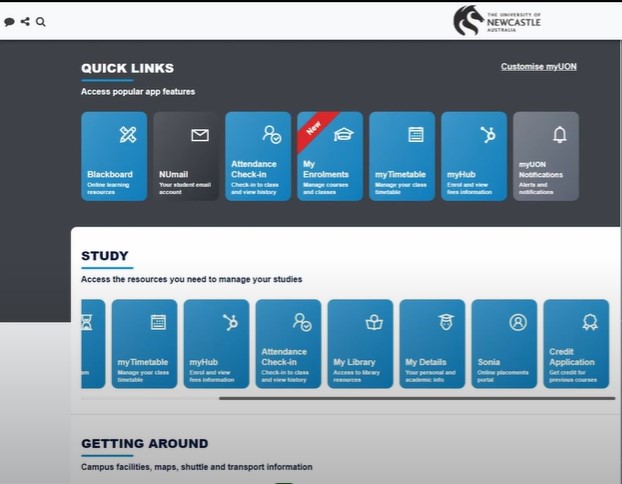 THE UNIVERSITY OF
NEWCASTLE
AUSTRALIA
QUICK LINKS
Customise myUON
Access popular app features
Blackboard
Online learning
resources
NUmail
Your student email
account
Attendance
Check-in
Check-in to class
and view history
New
My
Enrolments
Manage courses
and classes
myTimetable
Manage your class
timetable
myHub
Enrol and view
fees information
myUON
Notifications
Alerts and
notifications
STUDY
Access the resources you need to manage your studies
myTimetable
Manage your class
timetable
myHub
Enrol and view
fees information
Attendance
Check-in
Check-in to class
and view history
My Library
Access to library
resources
My Details
Your personal and
academic info
Sonia
Online placements
portal
Credit
Application
Get credit for
previous courses
GETTING AROUND
Campus facilities, maps, shuttle and transport information